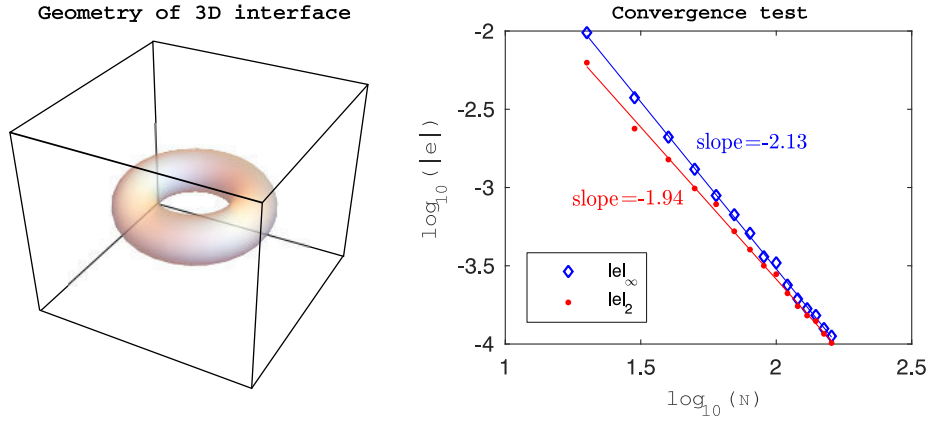 Geometry of 3D interface
Convergence test
-2
-2.5
-3
-3.5
-4
log10(|e|)
slope=-2.13
slope=-1.94
|e|∞
|e|2
1
1.5
2
2.5
log10(N)